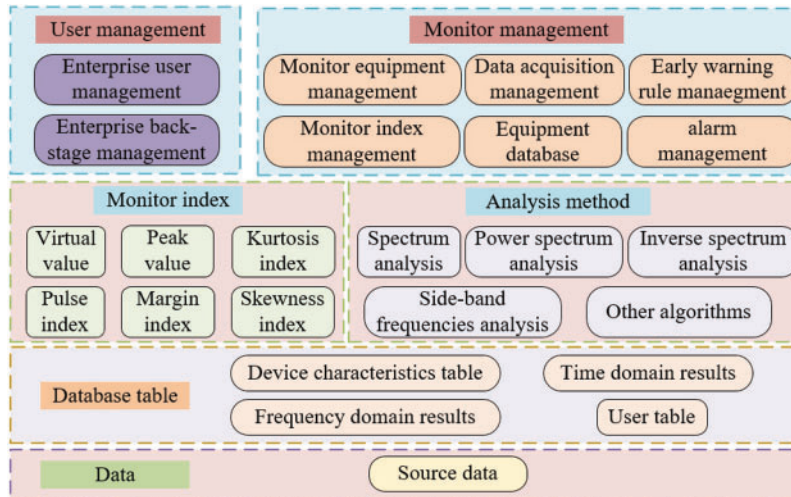 User management
Enterprise user
management
Enterprise back-
stage management
Monitor management
Monitor equipment
management
Data acquisition
management
Early warning
rule manaegment
Monitor index
management
Equipment
database
alarm
management
Monitor index
Virtual
value
Peak
value
Kurtosis
index
Pulse
index
Margin
index
Skewness
index
Analysis method
Spectrum
analysis
Power spectrum
analysis
Inverse spectrum
analysis
Side-band
frequencies analysis
Other algorithms
Database table
Device characteristics table
Time domain results
Frequency domain results
User table
Data
Source data